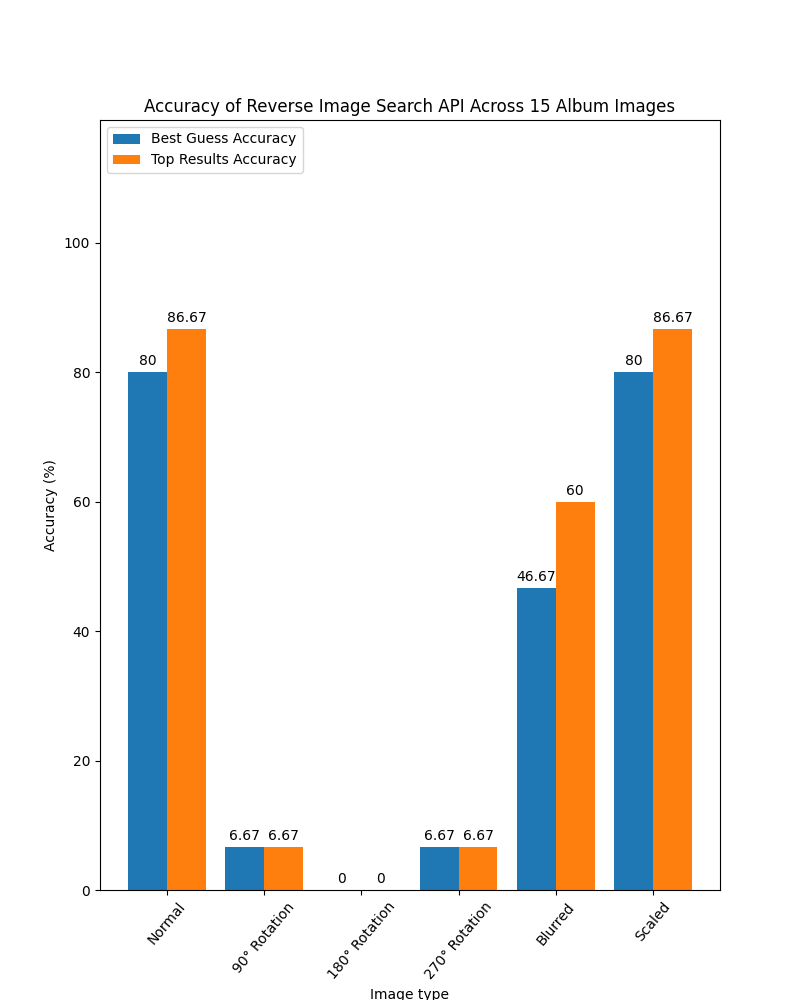 Accuracy of Reverse Image Search API Across 15 Album Images
Best Guess Accuracy
Top Results Accuracy
Accuracy (%)
100
80
60
40
20
0
80
86.67
6.67
6.67
0
0
6.67
6.67
46.67
60
80
86.67
Normal
90° Rotation
180° Rotation
270° Rotation
Blurred
Scaled
Image type